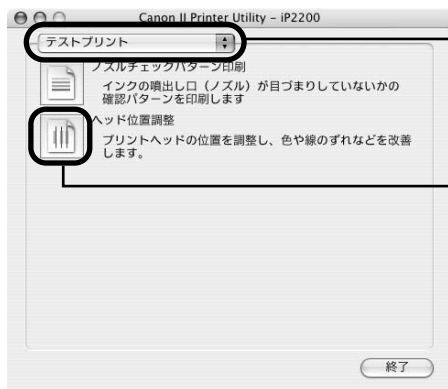 Canon IJ Printer Utility – iP2200
テストプリント
ノズルチェックパターン印刷
インクの噴出し口（ノズル）が目づまりしていないかの
確認パターンを印刷します
ヘッド位置調整
プリントヘッドの位置を調整し、色や線のずれなどを改善
します。
終了